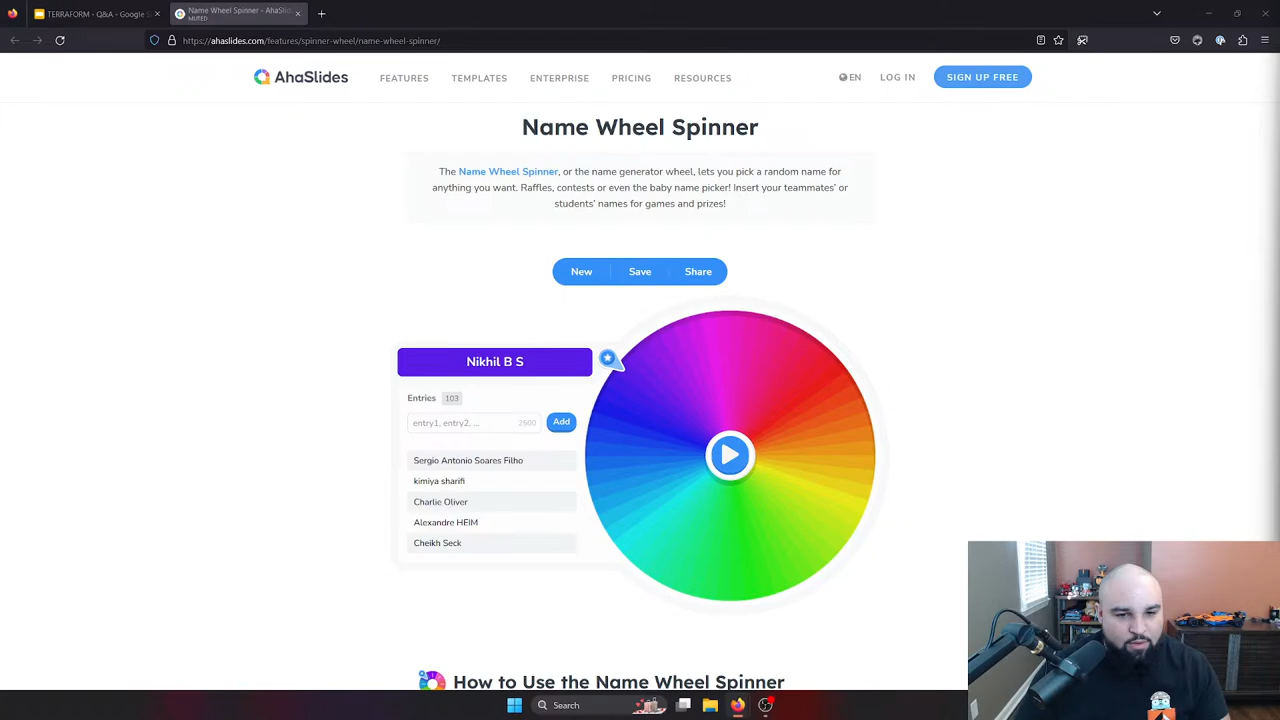 TERRAFORM - Q&A - Google S
Name Wheel Spinner - AhaSlid
MUTED
https://ahaslides.com/features/spinner-wheel/name-wheel-spinner/
AhaSlides
FEATURES
TEMPLATES
ENTERPRISE
PRICING
RESOURCES
EN
LOG IN
SIGN UP FREE
Name Wheel Spinner
The Name Wheel Spinner, or the name generator wheel, lets you pick a random name for
anything you want. Raffles, contests or even the baby name picker! Insert your teammates' or
students' names for games and prizes!
New
Save
Share
Nikhil B S
Entries 103
entry1, entry2, ... 2500
Add
Sergio Antonio Soares Filho
kimiya sharifi
Charlie Oliver
Alexandre HEIM
Cheikh Seck
How to Use the Name Wheel Spinner
Search